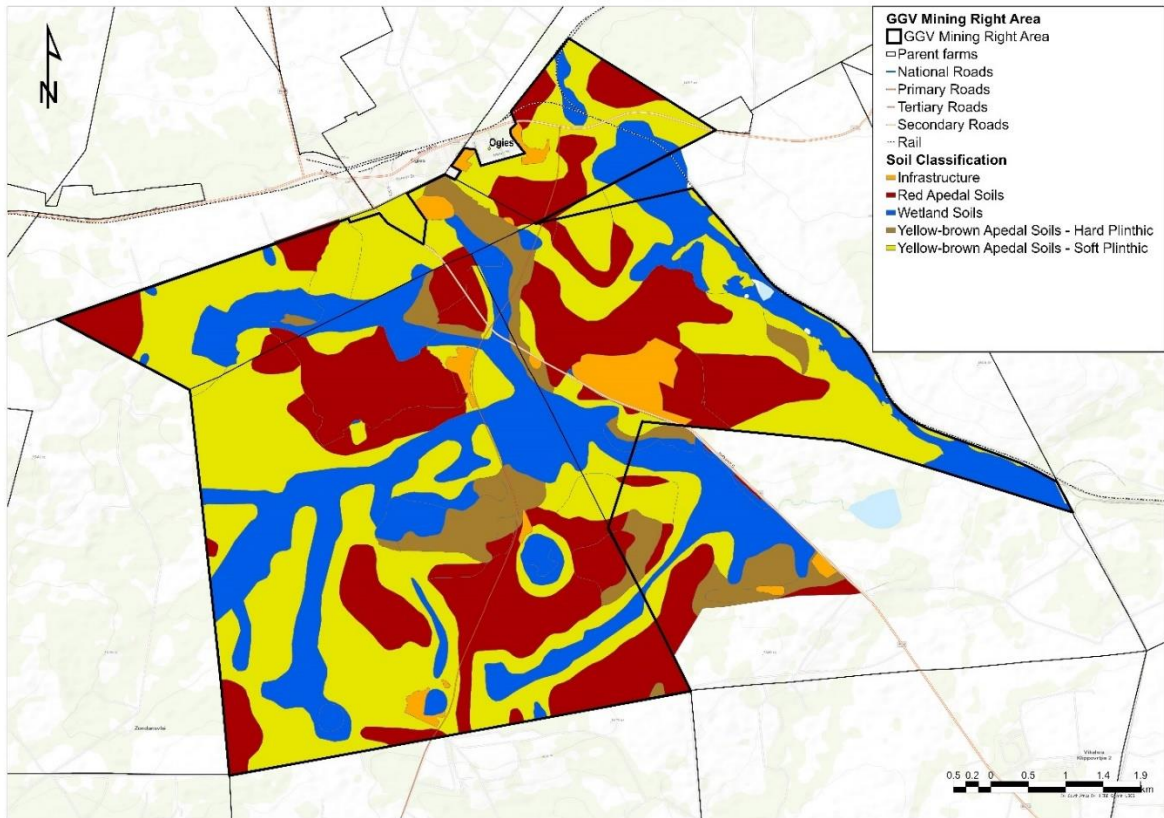 GGV Mining Right Area
GGV Mining Right Area
Parent farms
National Roads
Primary Roads
Tertiary Roads
Secondary Roads
Rail
Soil Classification
Infrastructure
Red Apedal Soils
Wetland Soils
Yellow-brown Apedal Soils - Hard Plinthic
Yellow-brown Apedal Soils - Soft Plinthic
N
Ogies
Ogies
0.5 0.2 0 0.5 1 1.4 1.9
km